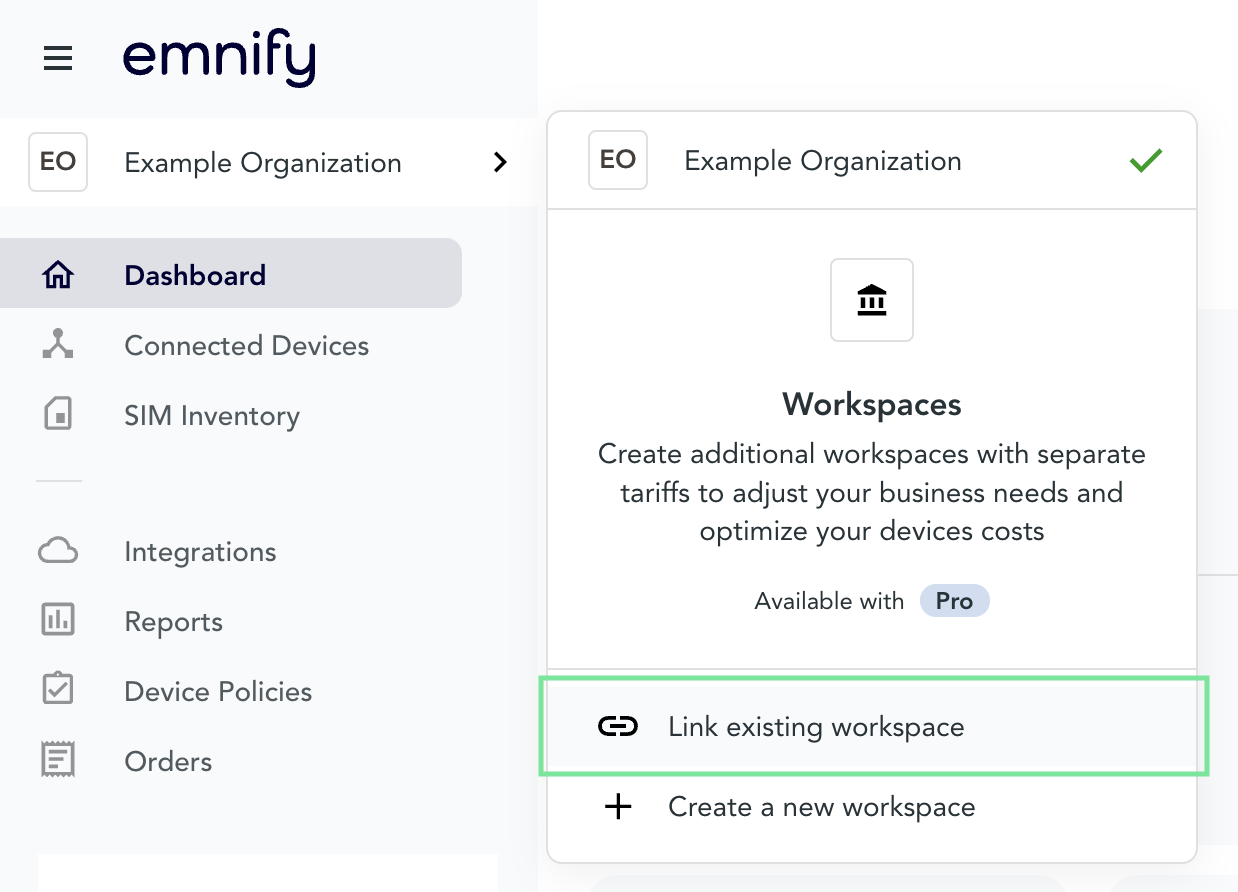 emnify
EO
Example Organization
Dashboard
Connected Devices
SIM Inventory
Integrations
Reports
Device Policies
Orders
EO
Example Organization
Workspaces
Create additional workspaces with separate
tariffs to adjust your business needs and
optimize your devices costs
Available with Pro
Link existing workspace
Create a new workspace